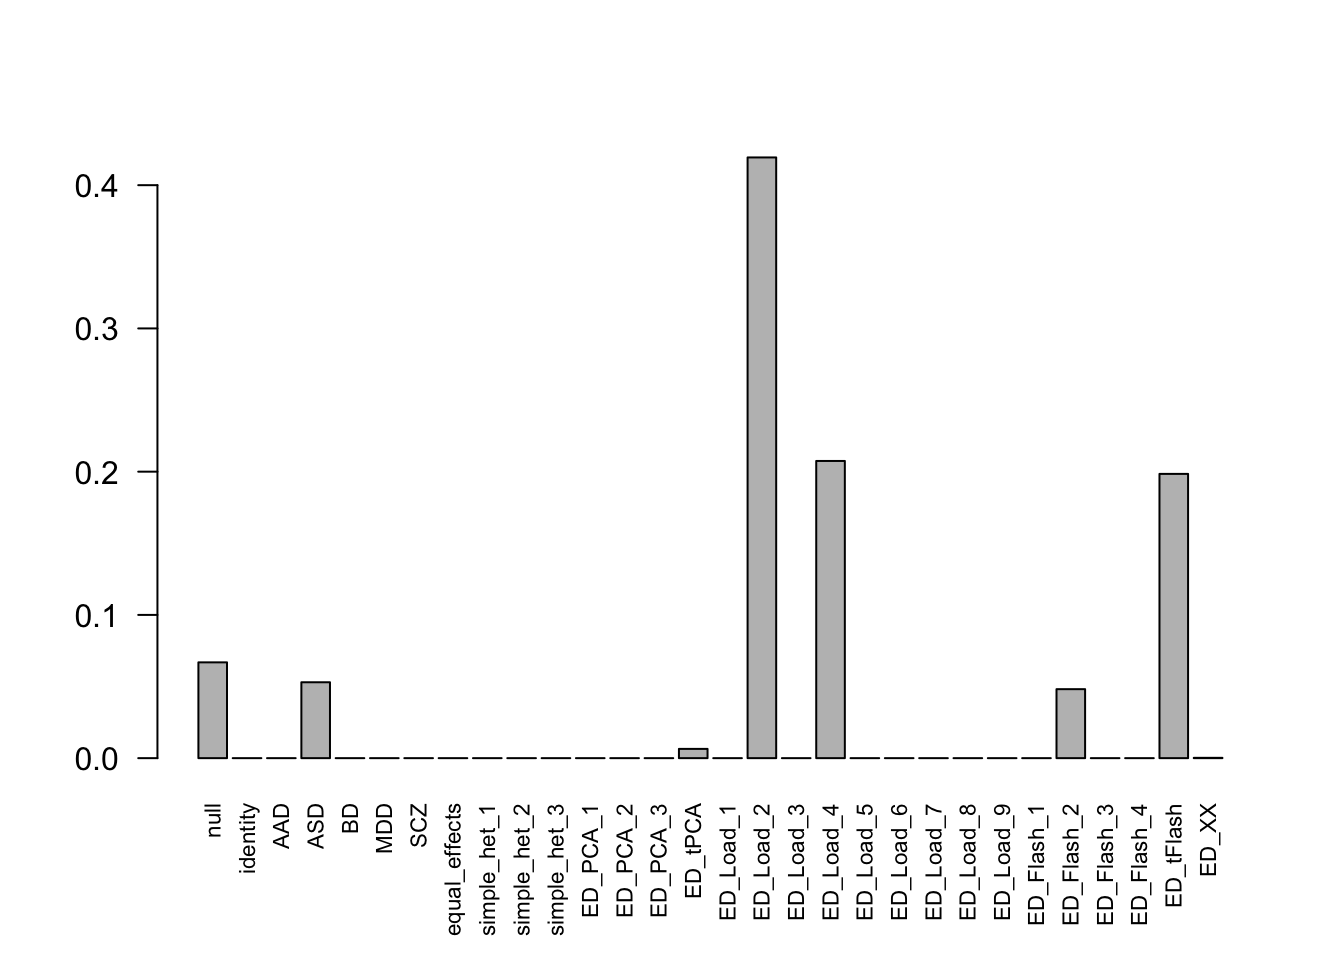 0.4
0.3
0.2
0.1
0.0
null
identity
AAD
ASD
BD
MDD
SCZ
equal_effects
simple_het_1
simple_het_2
simple_het_3
ED_PCA_1
ED_PCA_2
ED_PCA_3
ED_tPCA
ED_Load_1
ED_Load_2
ED_Load_3
ED_Load_4
ED_Load_5
ED_Load_6
ED_Load_7
ED_Load_8
ED_Load_9
ED_Flash_1
ED_Flash_2
ED_Flash_3
ED_Flash_4
ED_tFlash
ED_XX